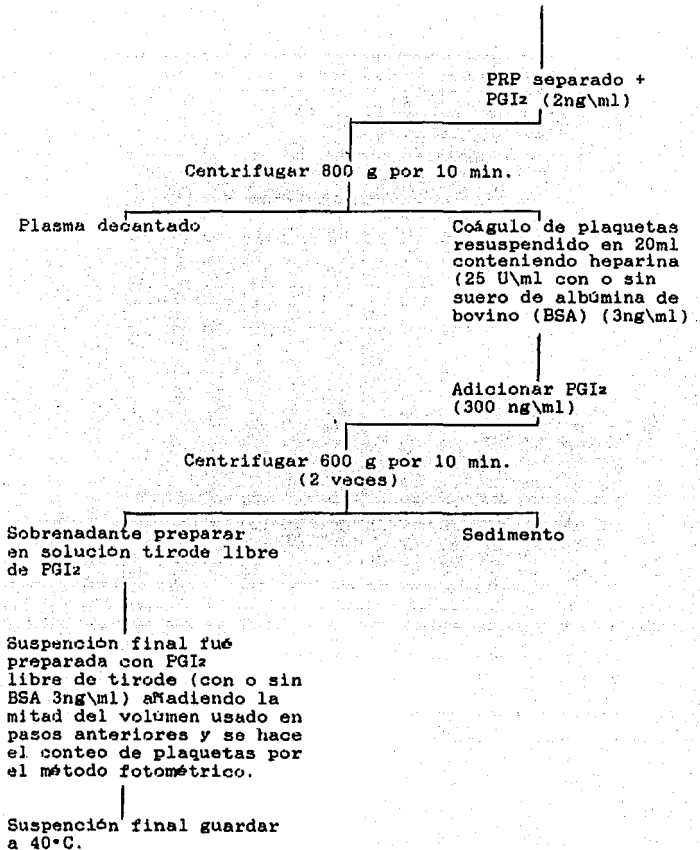 PRP separado +
PGI₂ (2ng\ml)
Centrifugar 800 g por 10 min.
Plasma decantado
Coágulo de plaquetas
resuspendido en 20ml
conteniendo heparina
(25 U\ml con o sin
suero de albúmina de
bovino (BSA) (3ng\ml)
Adicionar PGI₂
(300 ng\ml)
Centrifugar 600 g por 10 min.
(2 veces)
Sobrenadante preparar
en solución tirode libre
de PGI₂
Sedimento
Suspención final fué
preparada con PGI₂
libre de tirode (con o sin
BSA 3ng\ml) añadiendo la
mitad del volúmen usado en
pasos anteriores y se hace
el conteo de plaquetas por
el método fotométrico.
Suspención final guardar
a 40°C.